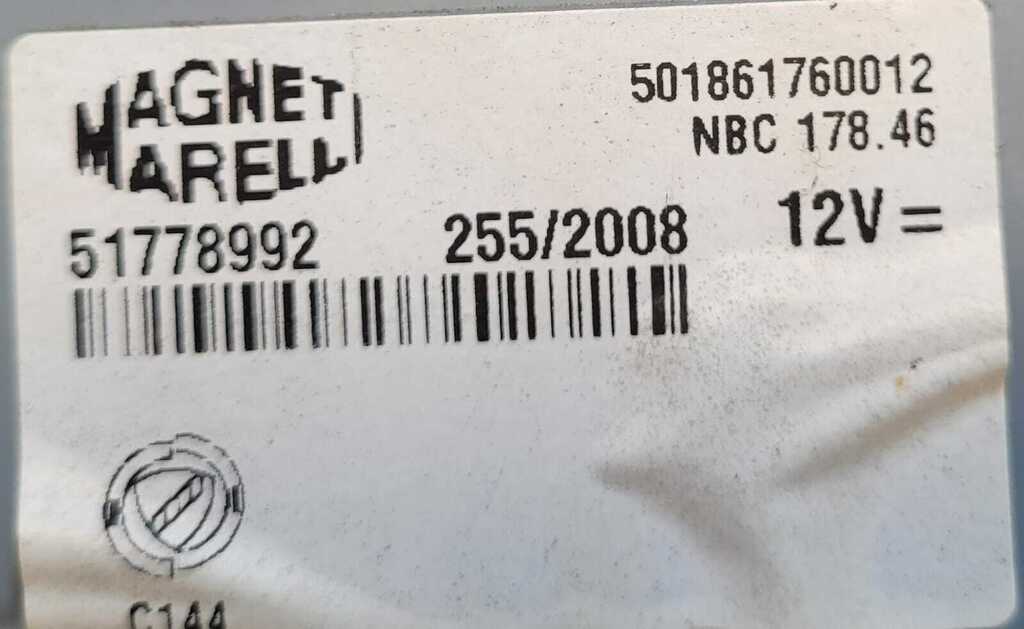 MAGNETI
MARELLI
501861760012
NBC 178.46
51778992
255/2008
12V =
C144